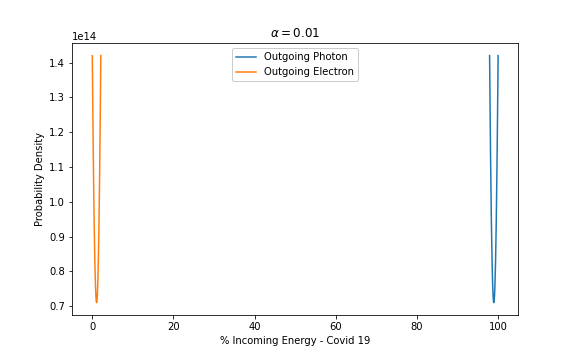 α = 0.01
1e14
Outgoing Photon
Outgoing Electron
1.4
1.3
1.2
1.1
1.0
0.9
0.8
0.7
Probability Density
0 20 40 60 80 100
% Incoming Energy - Covid 19